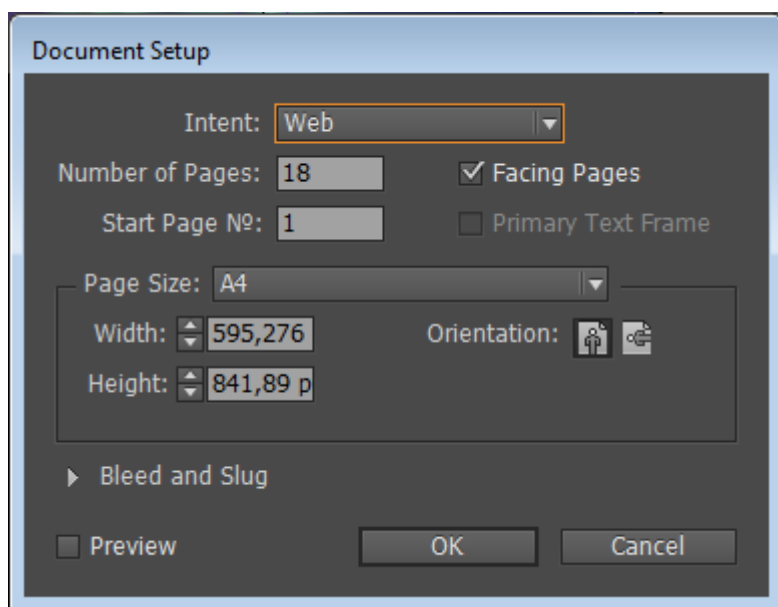 Document Setup
Intent: Web
Number of Pages: 18 Facing Pages
Start Page Nº: 1 Primary Text Frame
Page Size: A4
Width: 595,276 Orientation:
Height: 841,89 p
Bleed and Slug
Preview OK Cancel